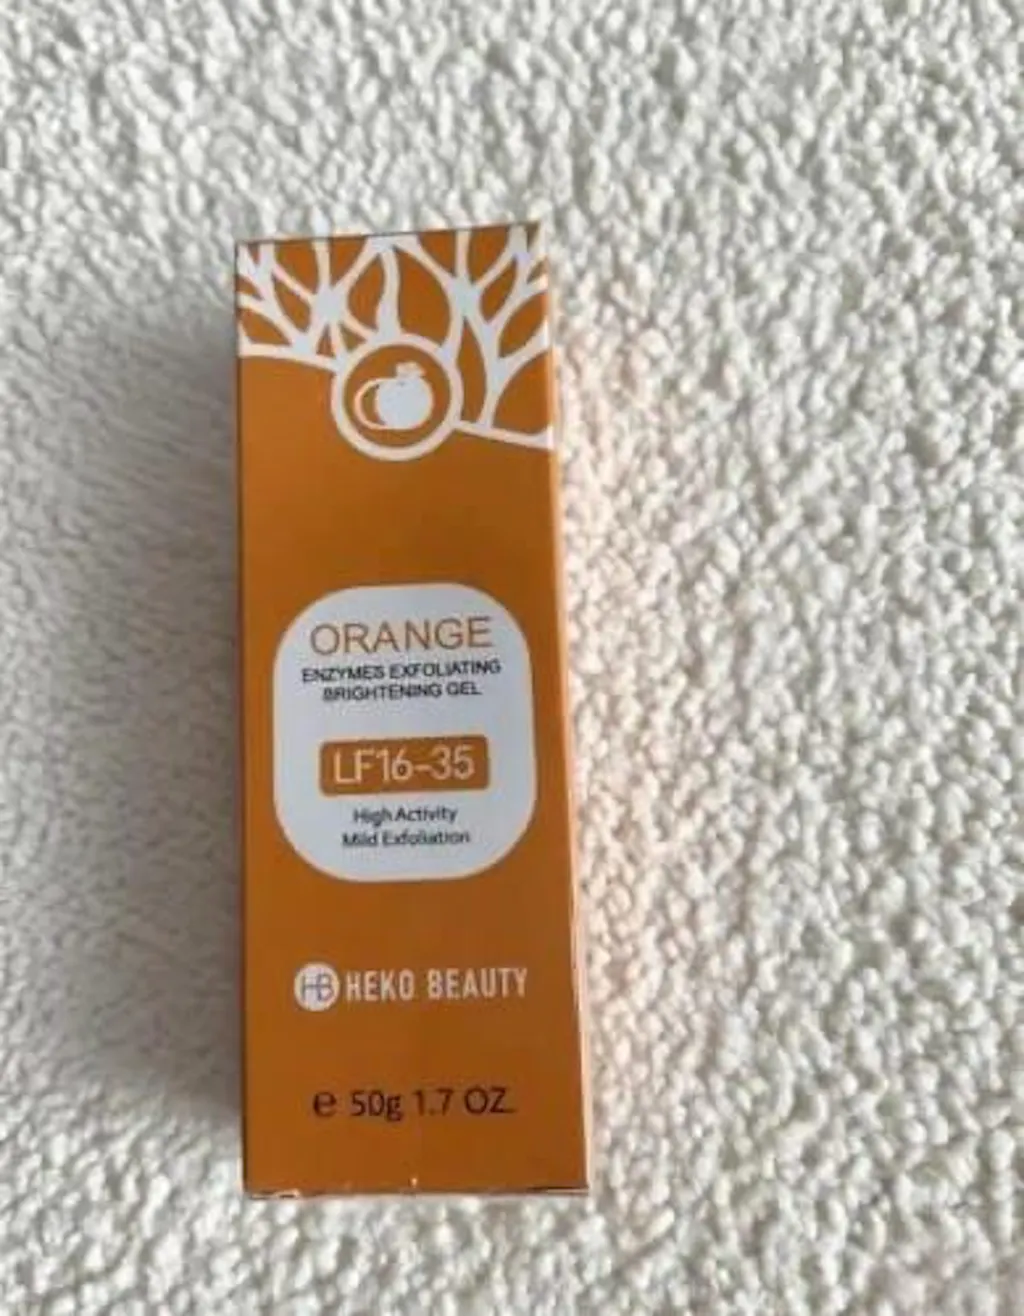 ORANGE
ENZYMES EXFOLIATING
BRIGHTENING GEL
LF16-35
High Activity
Mild Exfoliation
HB HEKO BEAUTY
℮ 50g 1.7 OZ.